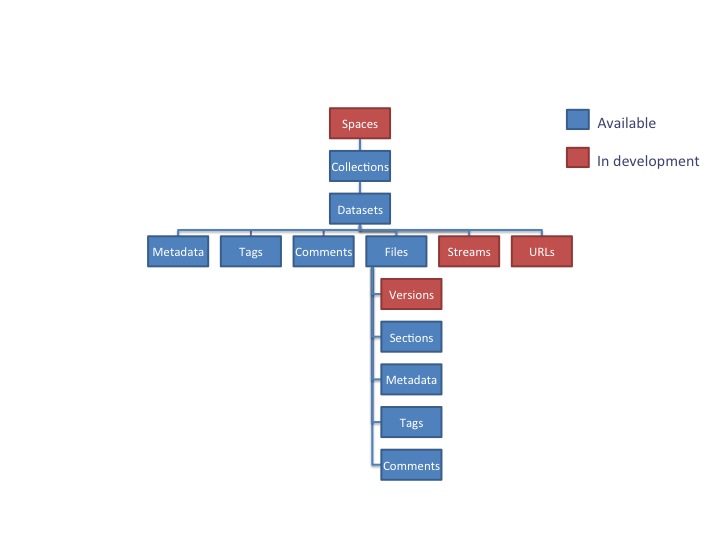 Spaces
Available
In development
Collections
Datasets
Metadata
Tags
Comments
Files
Streams
URLs
Versions
Sections
Metadata
Tags
Comments